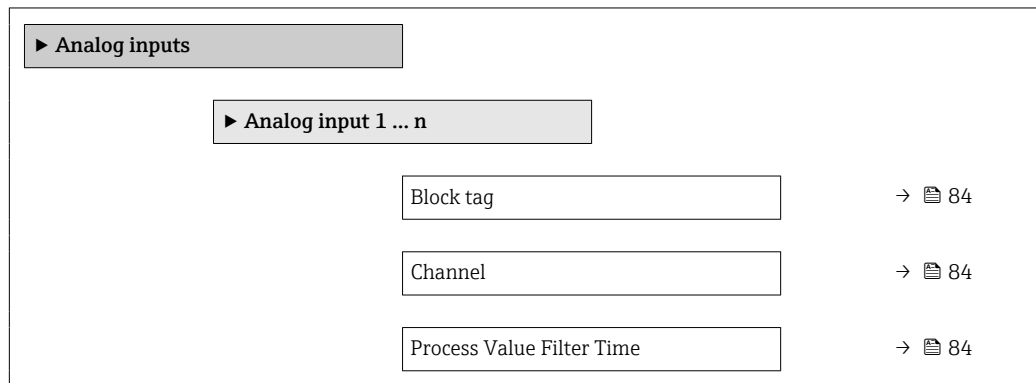 ▶ Analog inputs
▶ Analog input 1 ... n
Block tag → 84
Channel → 84
Process Value Filter Time → 84